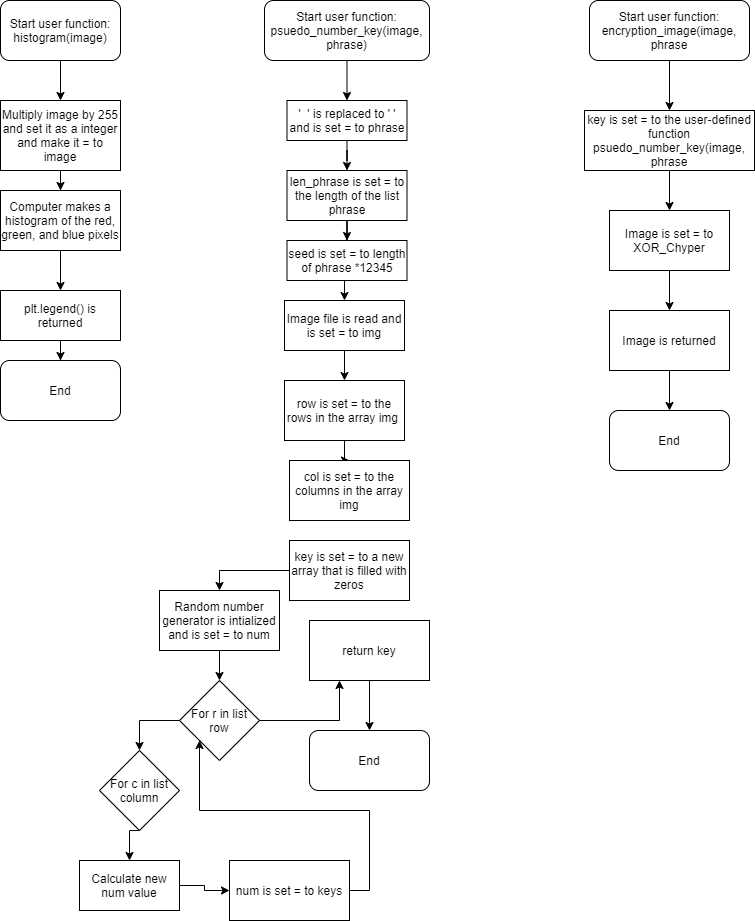 Start user function:
histogram(image)
Multiply image by 255
and set it as a integer
and make it = to
image
Computer makes a
histogram of the red,
green, and blue pixels
plt.legend() is
returned
End
Start user function:
psuedo_number_key(image,
phrase)
' ' is replaced to ' '
and is set = to phrase
len_phrase is set = to
the length of the list
phrase
seed is set = to length
of phrase *12345
Image file is read and
is set = to img
row is set = to the
rows in the array img
col is set = to the
columns in the array
img
key is set = to a new
array that is filled with
zeros
Random number
generator is intialized
and is set = to num
For r in list
row
return key
End
For c in list
column
Calculate new
num value
num is set = to keys
Start user function:
encryption_image(image,
phrase
key is set = to the user-defined
function
psuedo_number_key(image,
phrase
Image is set = to
XOR_Chyper
Image is returned
End